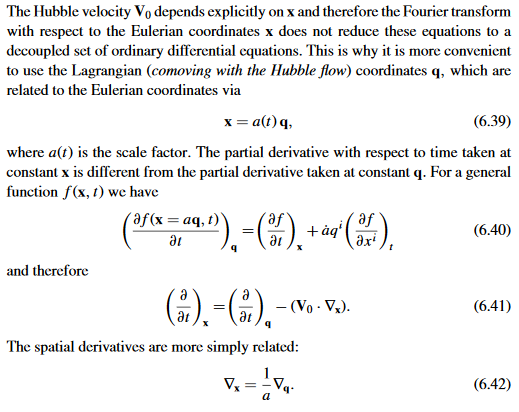 The Hubble velocity V₀ depends explicitly on x and therefore the Fourier transform
with respect to the Eulerian coordinates x does not reduce these equations to a
decoupled set of ordinary differential equations. This is why it is more convenient
to use the Lagrangian (comoving with the Hubble flow) coordinates q, which are
related to the Eulerian coordinates via
x = a(t) q, (6.39)
where a(t) is the scale factor. The partial derivative with respect to time taken at
constant x is different from the partial derivative taken at constant q. For a general
function f(x, t) we have
(∂f(x = aq, t)/∂t)_q = (∂f/∂t)_x + ȧqⁱ(∂f/∂xⁱ)_t (6.40)
and therefore
(∂/∂t)_x = (∂/∂t)_q − (V₀ · ∇ₓ). (6.41)
The spatial derivatives are more simply related:
∇ₓ = (1/a)∇_q. (6.42)